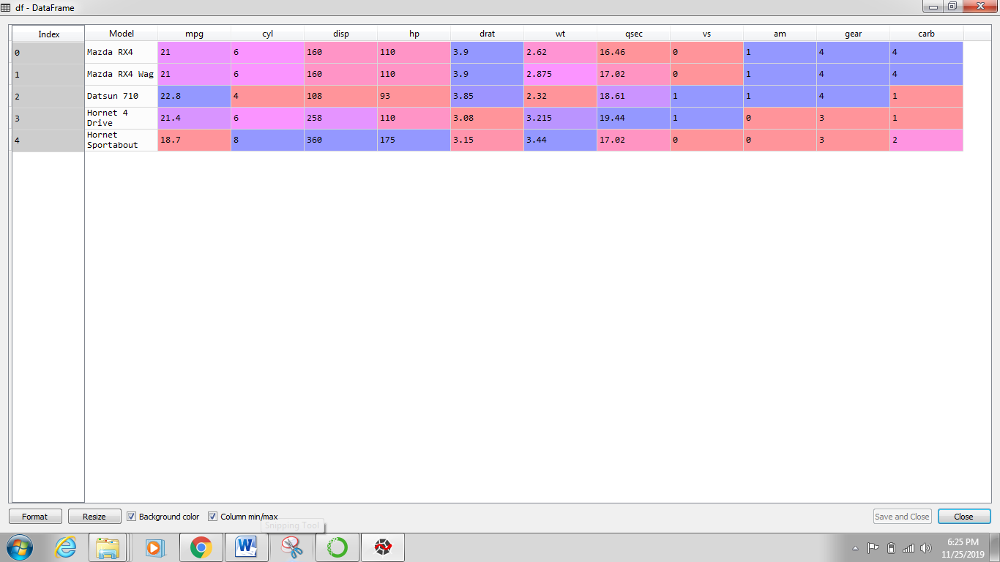 df - DataFrame
Index Model mpg cyl disp hp drat wt qsec vs am gear carb
0 Mazda RX4 21 6 160 110 3.9 2.62 16.46 0 1 4 4
1 Mazda RX4 Wag 21 6 160 110 3.9 2.875 17.02 0 1 4 4
2 Datsun 710 22.8 4 108 93 3.85 2.32 18.61 1 1 4 1
3 Hornet 4 Drive 21.4 6 258 110 3.08 3.215 19.44 1 0 3 1
4 Hornet Sportabout 18.7 8 360 175 3.15 3.44 17.02 0 0 3 2
Format Resize Background color Column min/max Save and Close Close
Snipping Tool
6:25 PM
11/25/2019